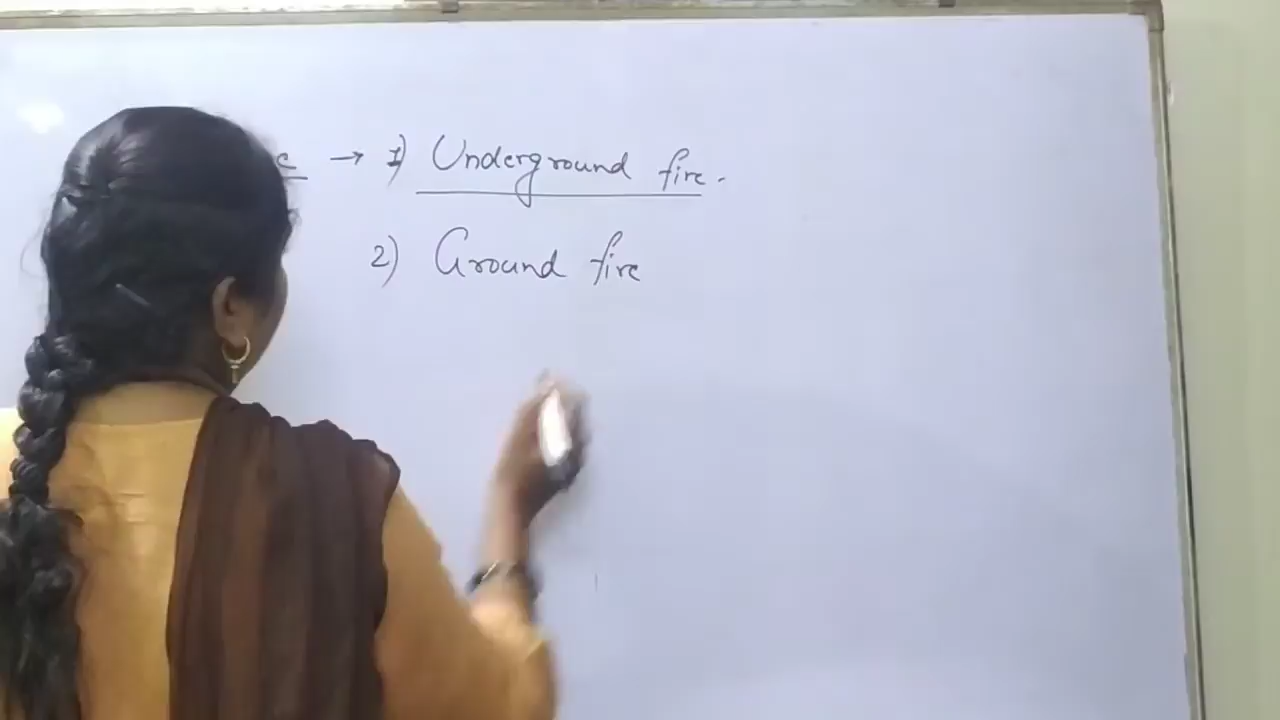 → 1) Underground fire.
2) Ground fire